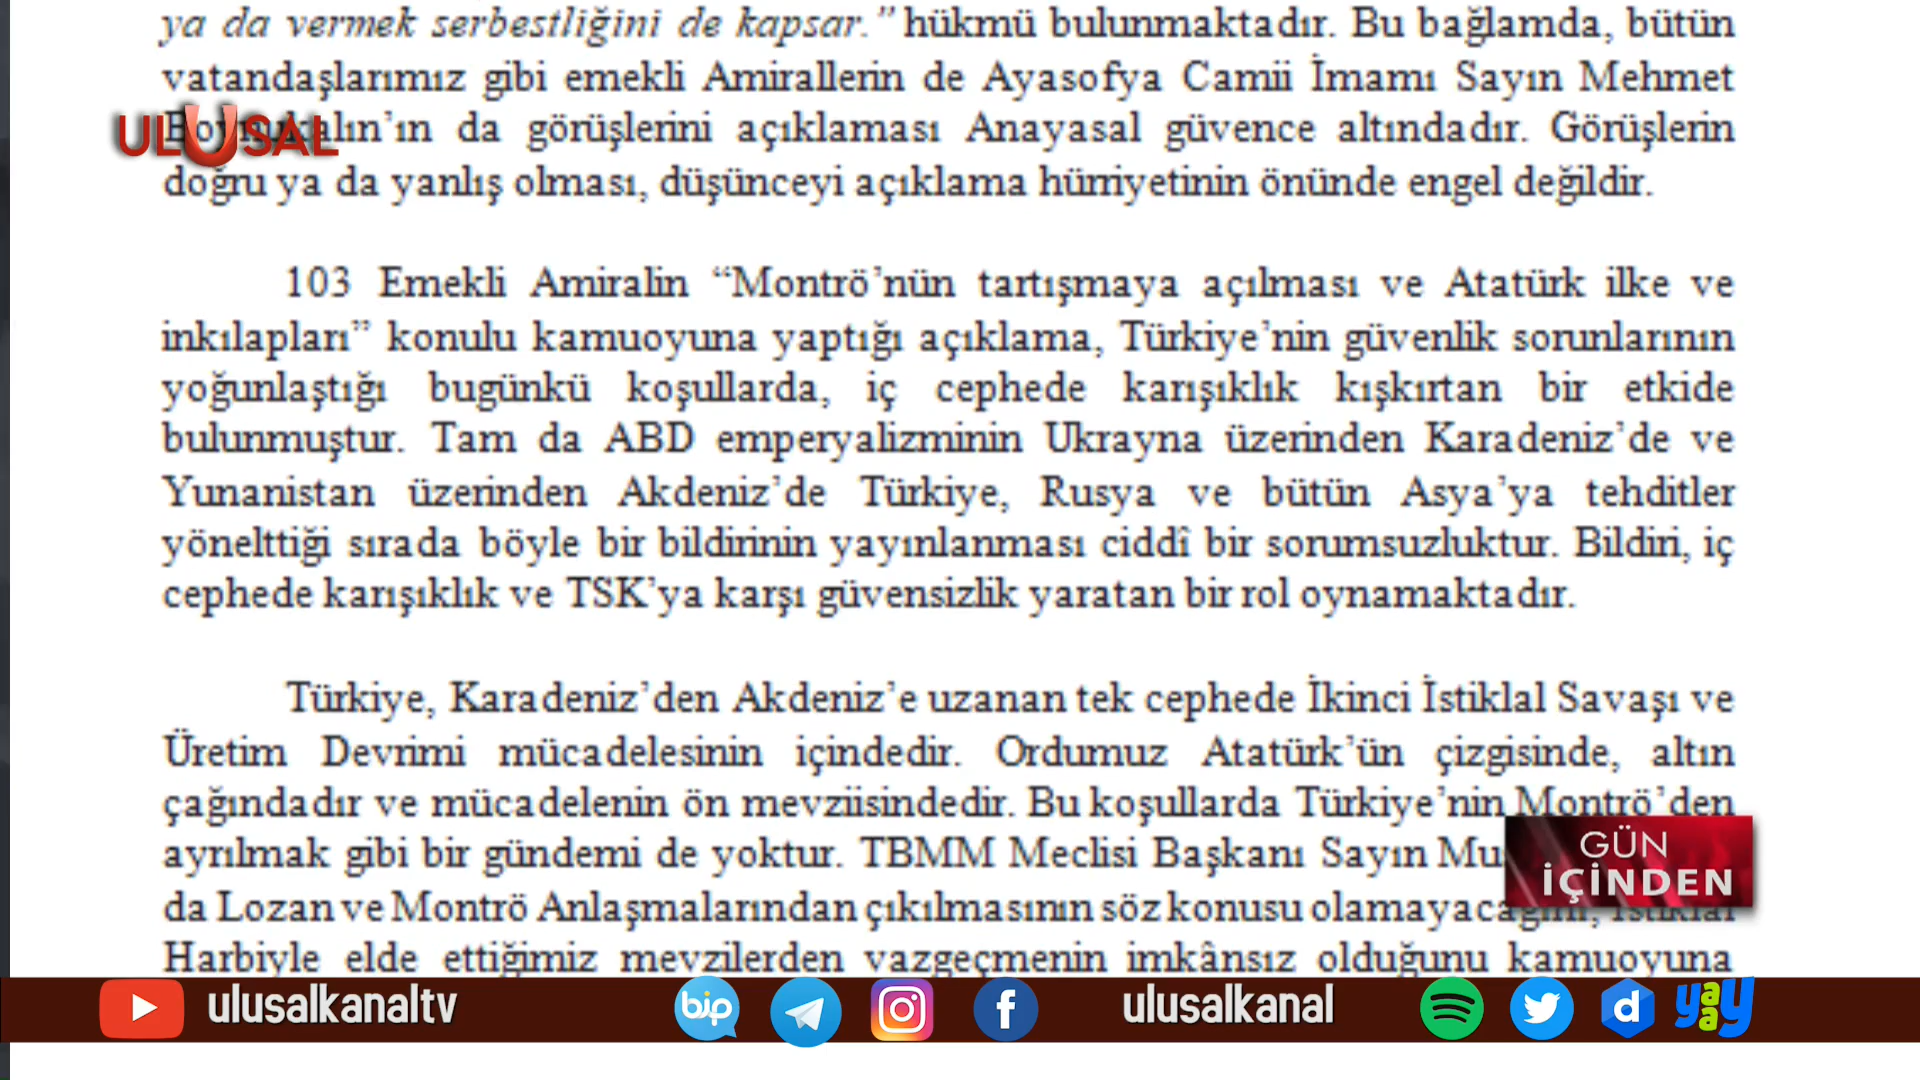 ya da vermek serbestliğini de kapsar.” hükmü bulunmaktadır. Bu bağlamda, bütün
vatandaşlarımız gibi emekli Amirallerin de Ayasofya Camii İmamı Sayın Mehmet
ULUSAL
da görüşlerini açıklaması Anayasal güvence altındadır. Görüşlerin
doğru ya da yanlış olması, düşünceyi açıklama hürriyetinin önünde engel değildir.
103 Emekli Amiralin “Montrö’nün tartışmaya açılması ve Atatürk ilke ve
inkılapları” konulu kamuoyuna yaptığı açıklama, Türkiye’nin güvenlik sorunlarının
yoğunlaştığı bugünkü koşullarda, iç cephede karışıklık kışkırtan bir etkide
bulunmuştur. Tam da ABD emperyalizminin Ukrayna üzerinden Karadeniz’de ve
Yunanistan üzerinden Akdeniz’de Türkiye, Rusya ve bütün Asya’ya tehditler
yönelttiği sırada böyle bir bildirinin yayınlanması ciddî bir sorumsuzluktur. Bildiri, iç
cephede karışıklık ve TSK’ya karşı güvensizlik yaratan bir rol oynamaktadır.
Türkiye, Karadeniz’den Akdeniz’e uzanan tek cephede İkinci İstiklal Savaşı ve
Üretim Devrimi mücadelesinin içindedir. Ordumuz Atatürk’ün çizgisinde, altın
çağındadır ve mücadelenin ön mevziisindedir. Bu koşullarda Türkiye’nin Montrö’den
ayrılmak gibi bir gündemi de yoktur. TBMM Meclisi Başkanı Sayın
GÜN
İÇİNDEN
da Lozan ve Montrö Anlaşmalarından çıkılmasının söz konusu
Harbiyle elde ettiğimiz mevzilerden vazgeçmenin imkânsız olduğunu kamuoyuna
ulusalkanaltv bip ulusalkanal d yaay